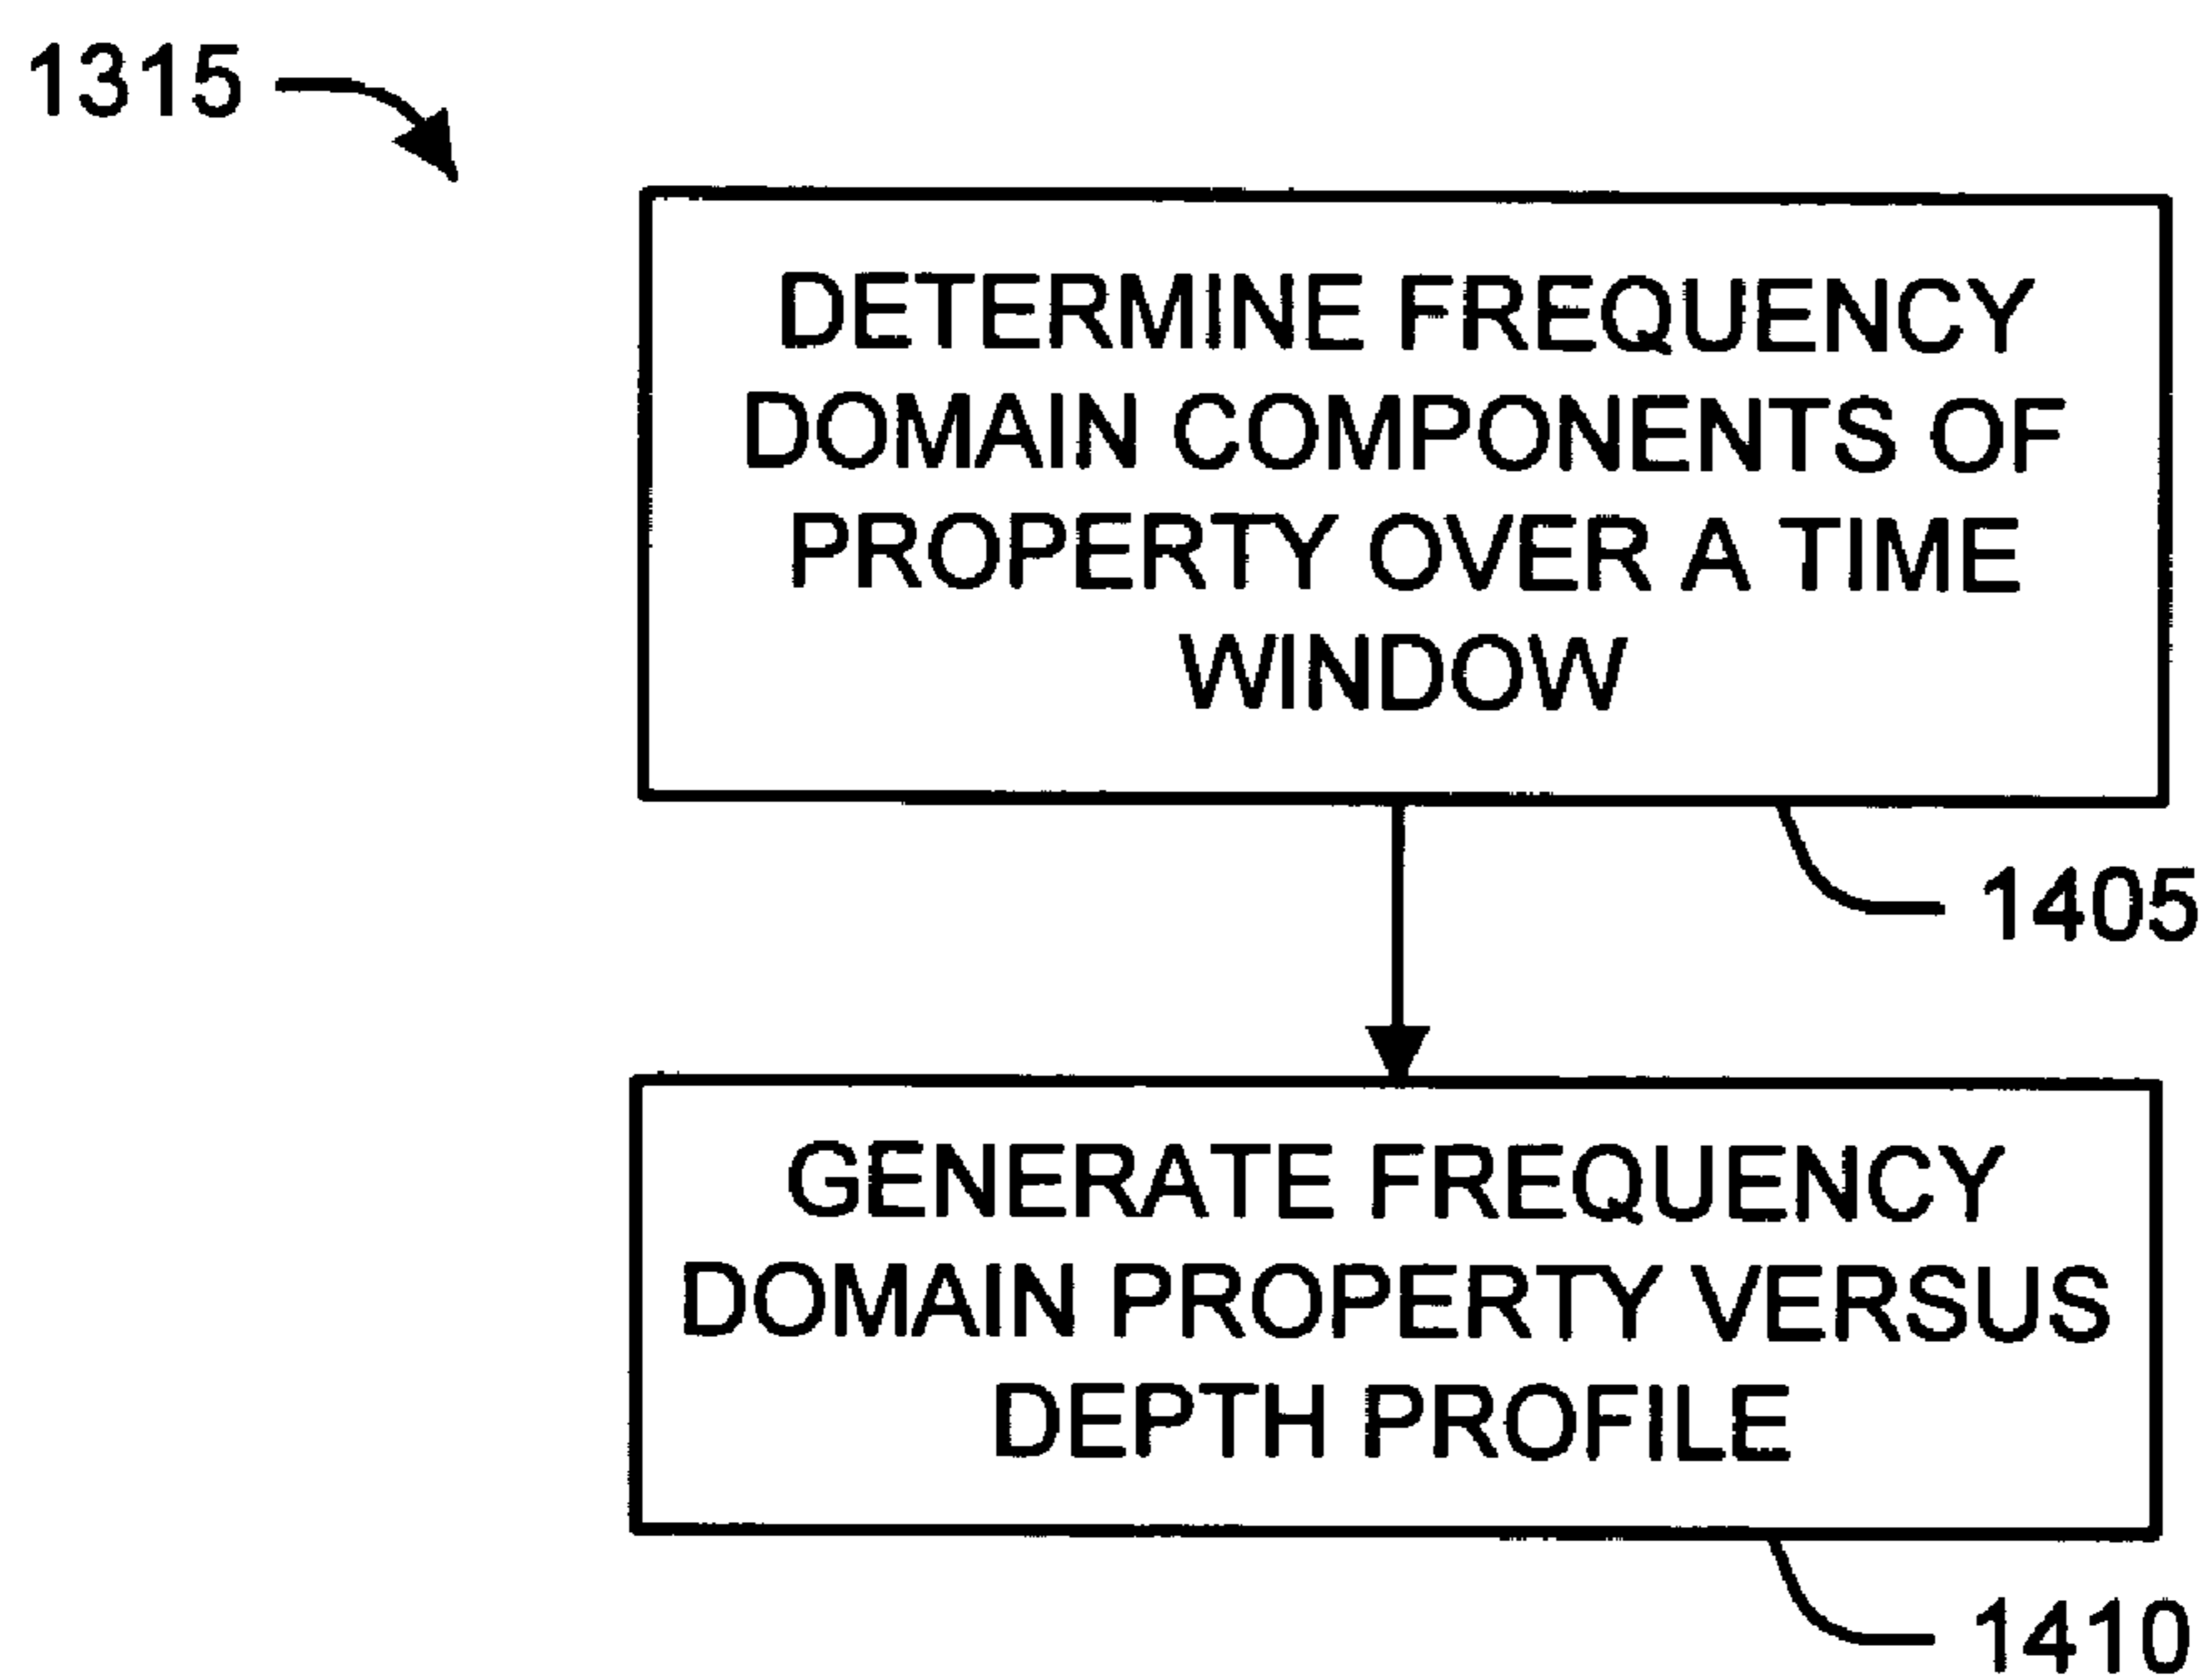 1315
DETERMINE FREQUENCY
DOMAIN COMPONENTS OF
PROPERTY OVER A TIME
WINDOW
1405
GENERATE FREQUENCY
DOMAIN PROPERTY VERSUS
DEPTH PROFILE
1410